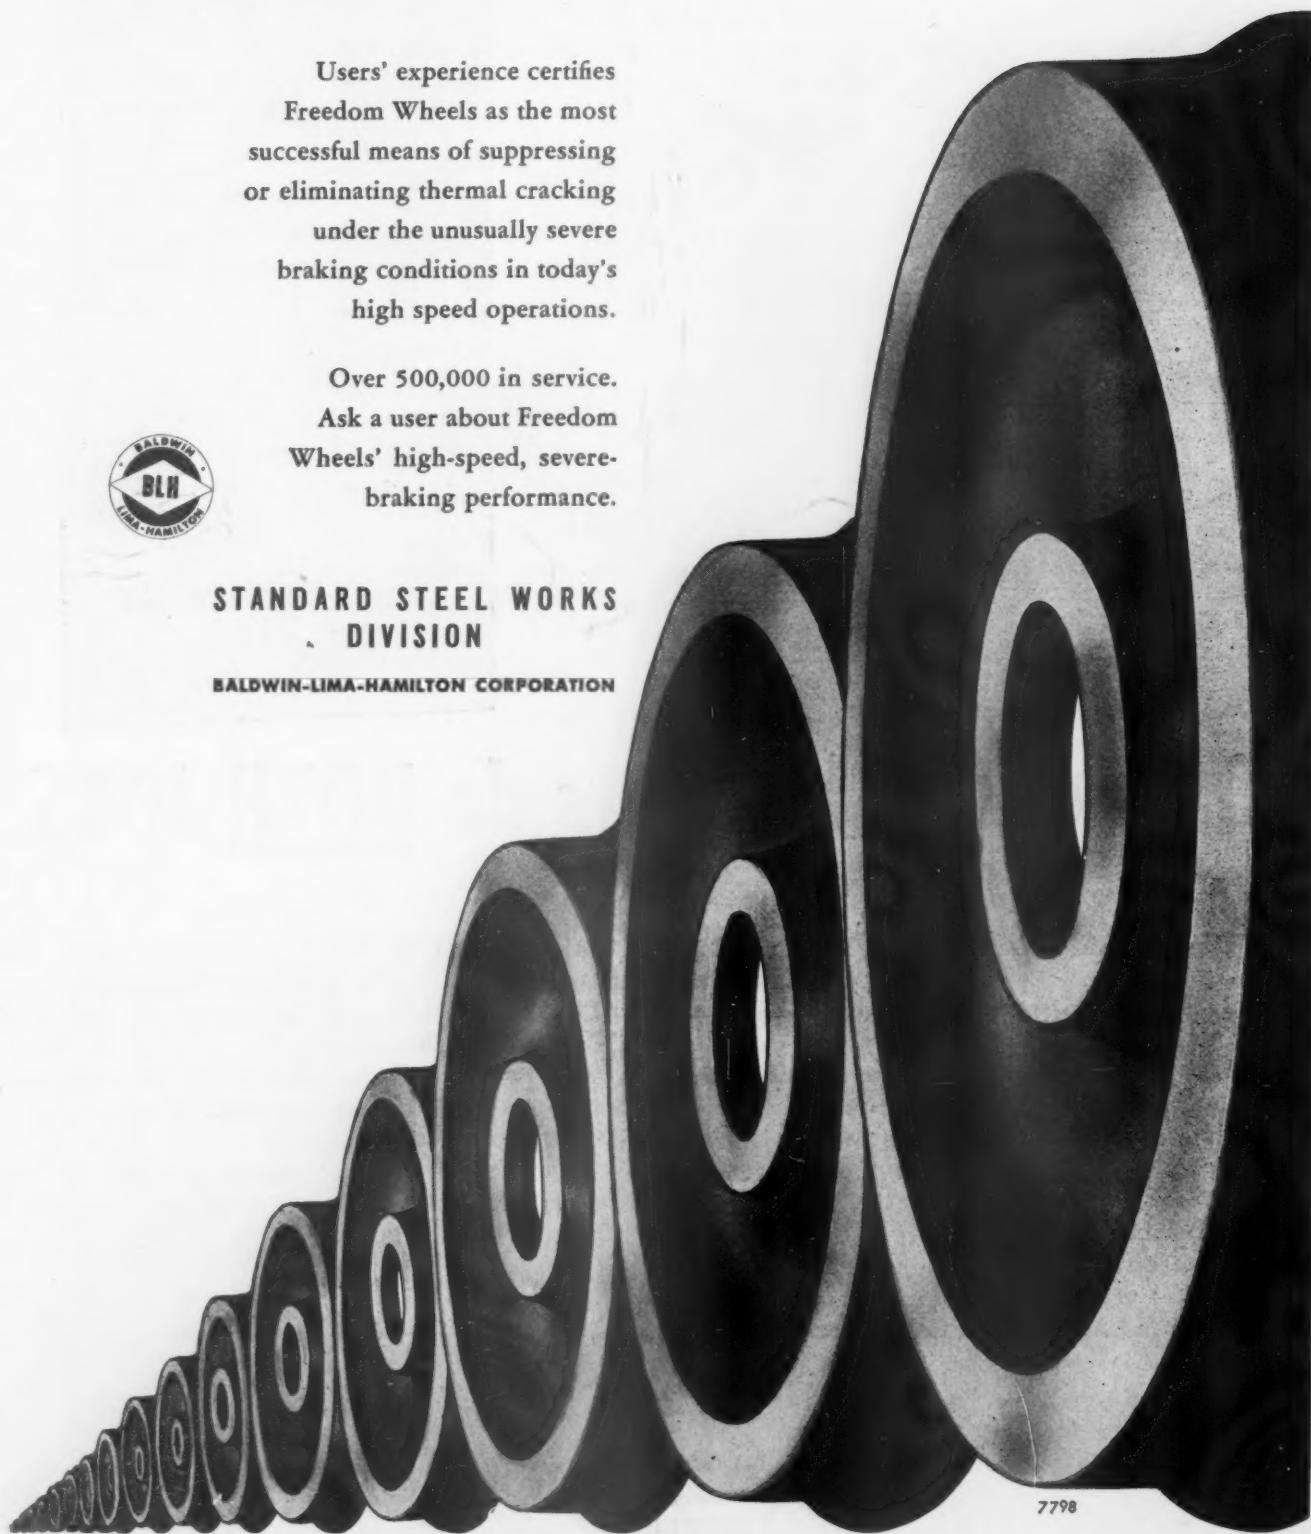 Users' experience certifies
Freedom Wheels as the most
successful means of suppressing
or eliminating thermal cracking
under the unusually severe
braking conditions in today's
high speed operations.
Over 500,000 in service.
Ask a user about Freedom
Wheels' high-speed, severe-
braking performance.
BALDWIN
BLH
LIMA-HAMILTON
STANDARD STEEL WORKS
DIVISION
BALDWIN-LIMA-HAMILTON CORPORATION
7798